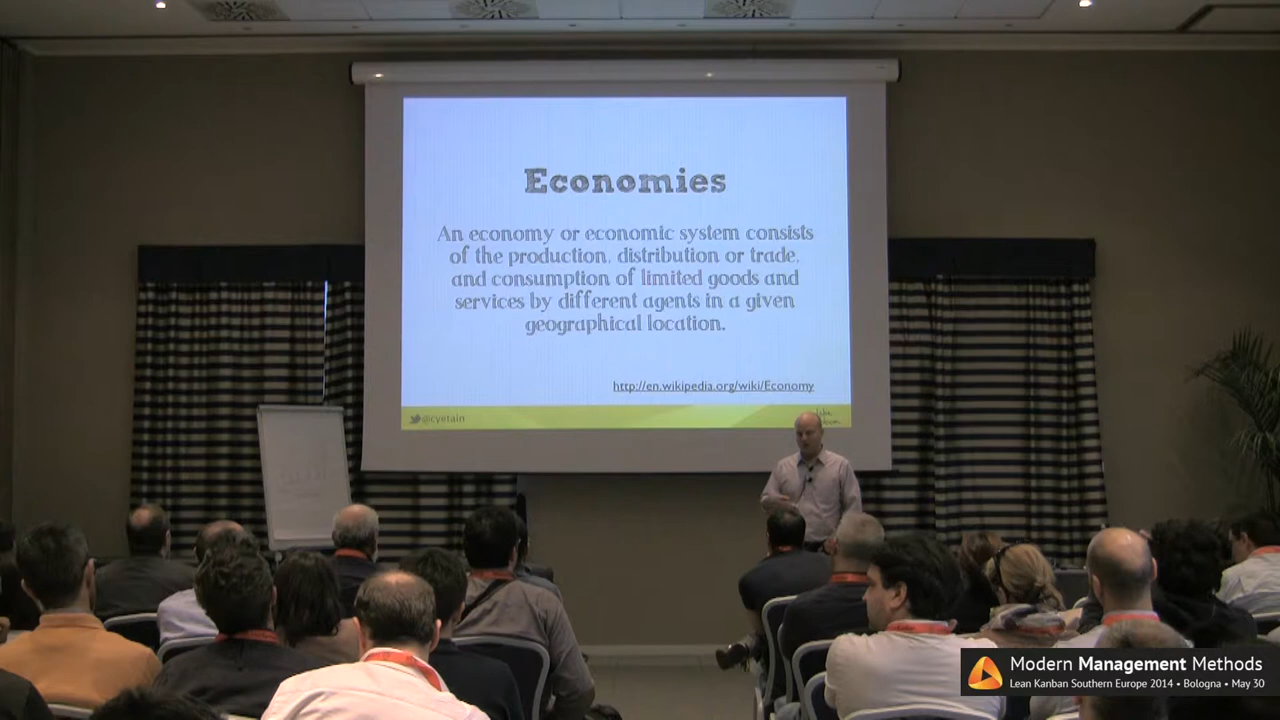 Economies
An economy or economic system consists
of the production, distribution or trade,
and consumption of limited goods and
services by different agents in a given
geographical location.
http://en.wikipedia.org/wiki/Economy
@cyetain
Modern Management Methods
Lean Kanban Southern Europe 2014 • Bologna • May 30